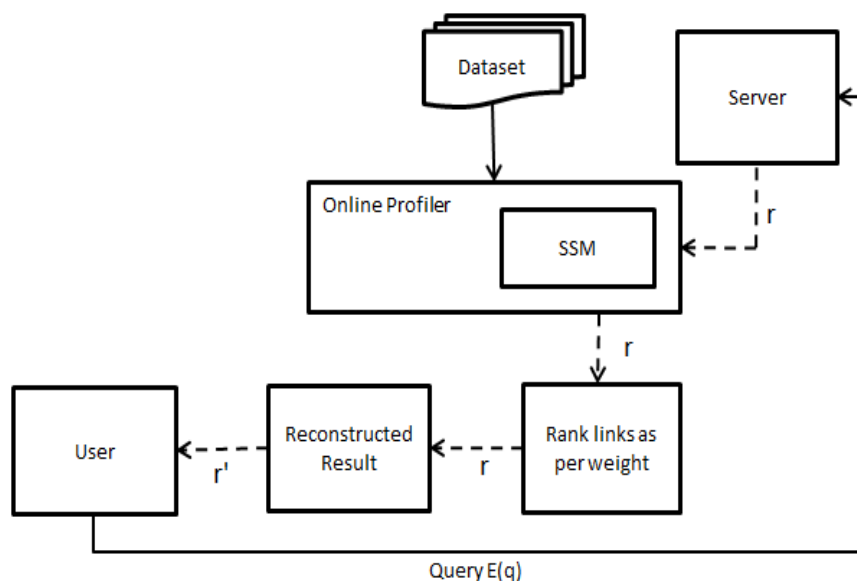 Dataset
Server
Online Profiler
r
SSM
r
User
Reconstructed
Result
Rank links as
per weight
r'
r
Query E(q)